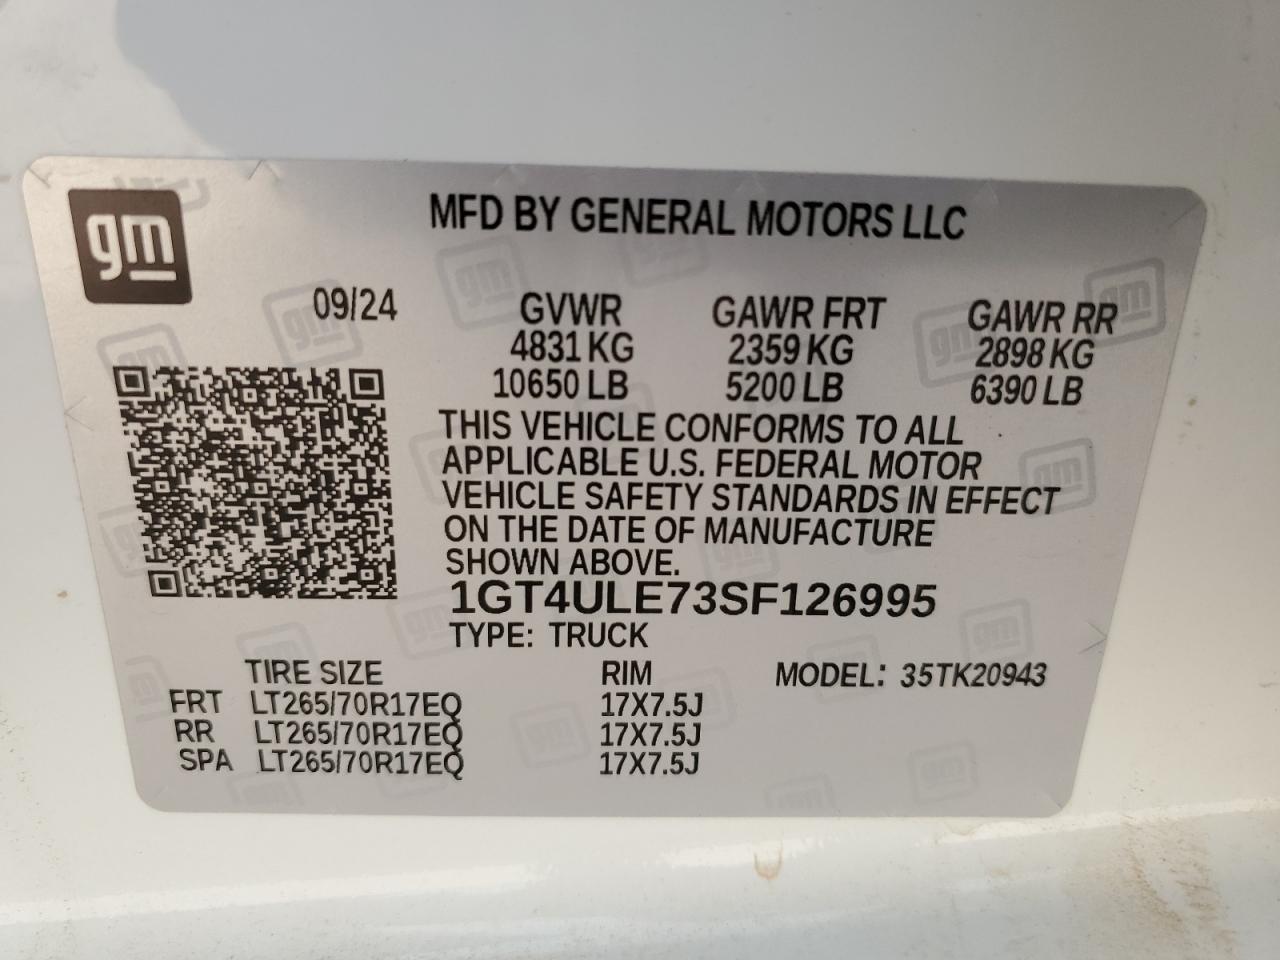 gm
MFD BY GENERAL MOTORS LLC
09/24 GVWR GAWR FRT GAWR RR
4831 KG 2359 KG 2898 KG
10650 LB 5200 LB 6390 LB
THIS VEHICLE CONFORMS TO ALL
APPLICABLE U.S. FEDERAL MOTOR
VEHICLE SAFETY STANDARDS IN EFFECT
ON THE DATE OF MANUFACTURE
SHOWN ABOVE.
1GT4ULE73SF126995
TYPE: TRUCK
TIRE SIZE RIM MODEL: 35TK20943
FRT LT265/70R17EQ 17X7.5J
RR LT265/70R17EQ 17X7.5J
SPA LT265/70R17EQ 17X7.5J